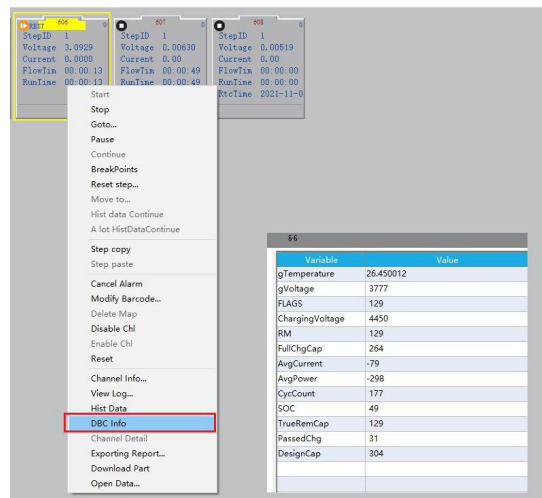 REST 606 0
StepID 1
Voltage 3.0929
Current 0.0000
FlowTim 00:00:13
RunTime 00:00:13
607 0
StepID 1
Voltage 0.00630
Current 0.00
FlowTim 00:00:49
RunTime 00:00:49
608 0
StepID 1
Voltage 0.00519
Current 0.00
FlowTim 00:00:00
RunTime 00:00:00
RtcTime 2021-11-0
Start
Stop
Goto...
Pause
Continue
BreakPoints
Reset step...
Move to...
Hist data Continue
A lot HistDataContinue
Step copy
Step paste
Cancel Alarm
Modify Barcode...
Delete Map
Disable Chl
Enable Chl
Reset
Channel Info...
View Log...
Hist Data
DBC Info
Channel Detail
Exporting Report...
Download Part
Open Data...
6-6
Variable Value
gTemperature 26.450012
gVoltage 3777
FLAGS 129
ChargingVoltage 4450
RM 129
FullChgCap 264
AvgCurrent -79
AvgPower -298
CycCount 177
SOC 49
TrueRemCap 129
PassedChg 31
DesignCap 304